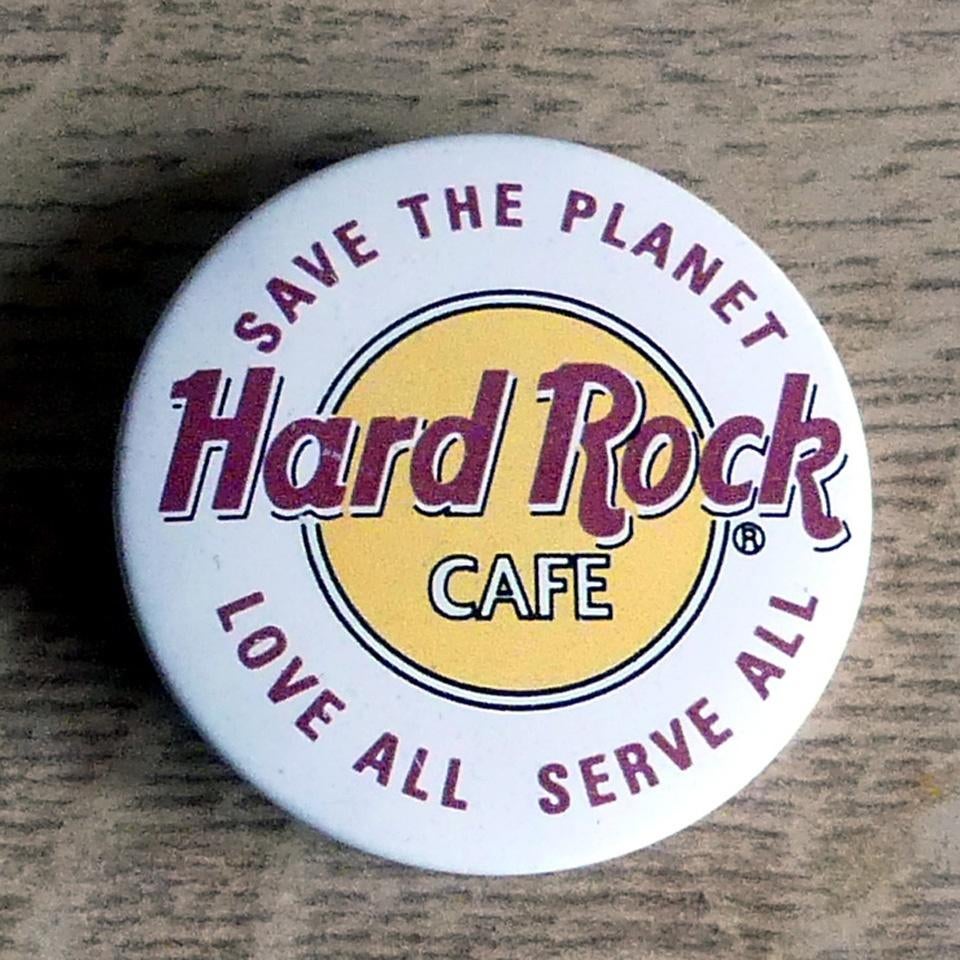 SAVE THE PLANET
Hard Rock
®
CAFE
LOVE ALL SERVE ALL